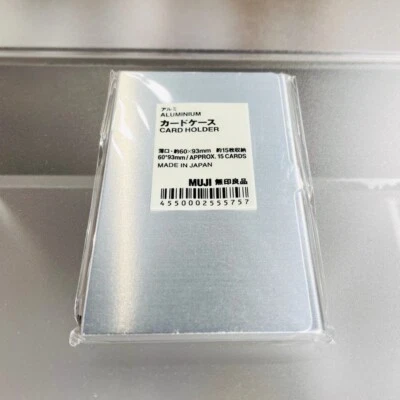 アルミ
ALUMINIUM
カードケース
CARD HOLDER
薄口・約60×93mm 約15枚収納
60*93mm/APPROX. 15 CARDS
MADE IN JAPAN
MUJI 無印良品
4550002555757